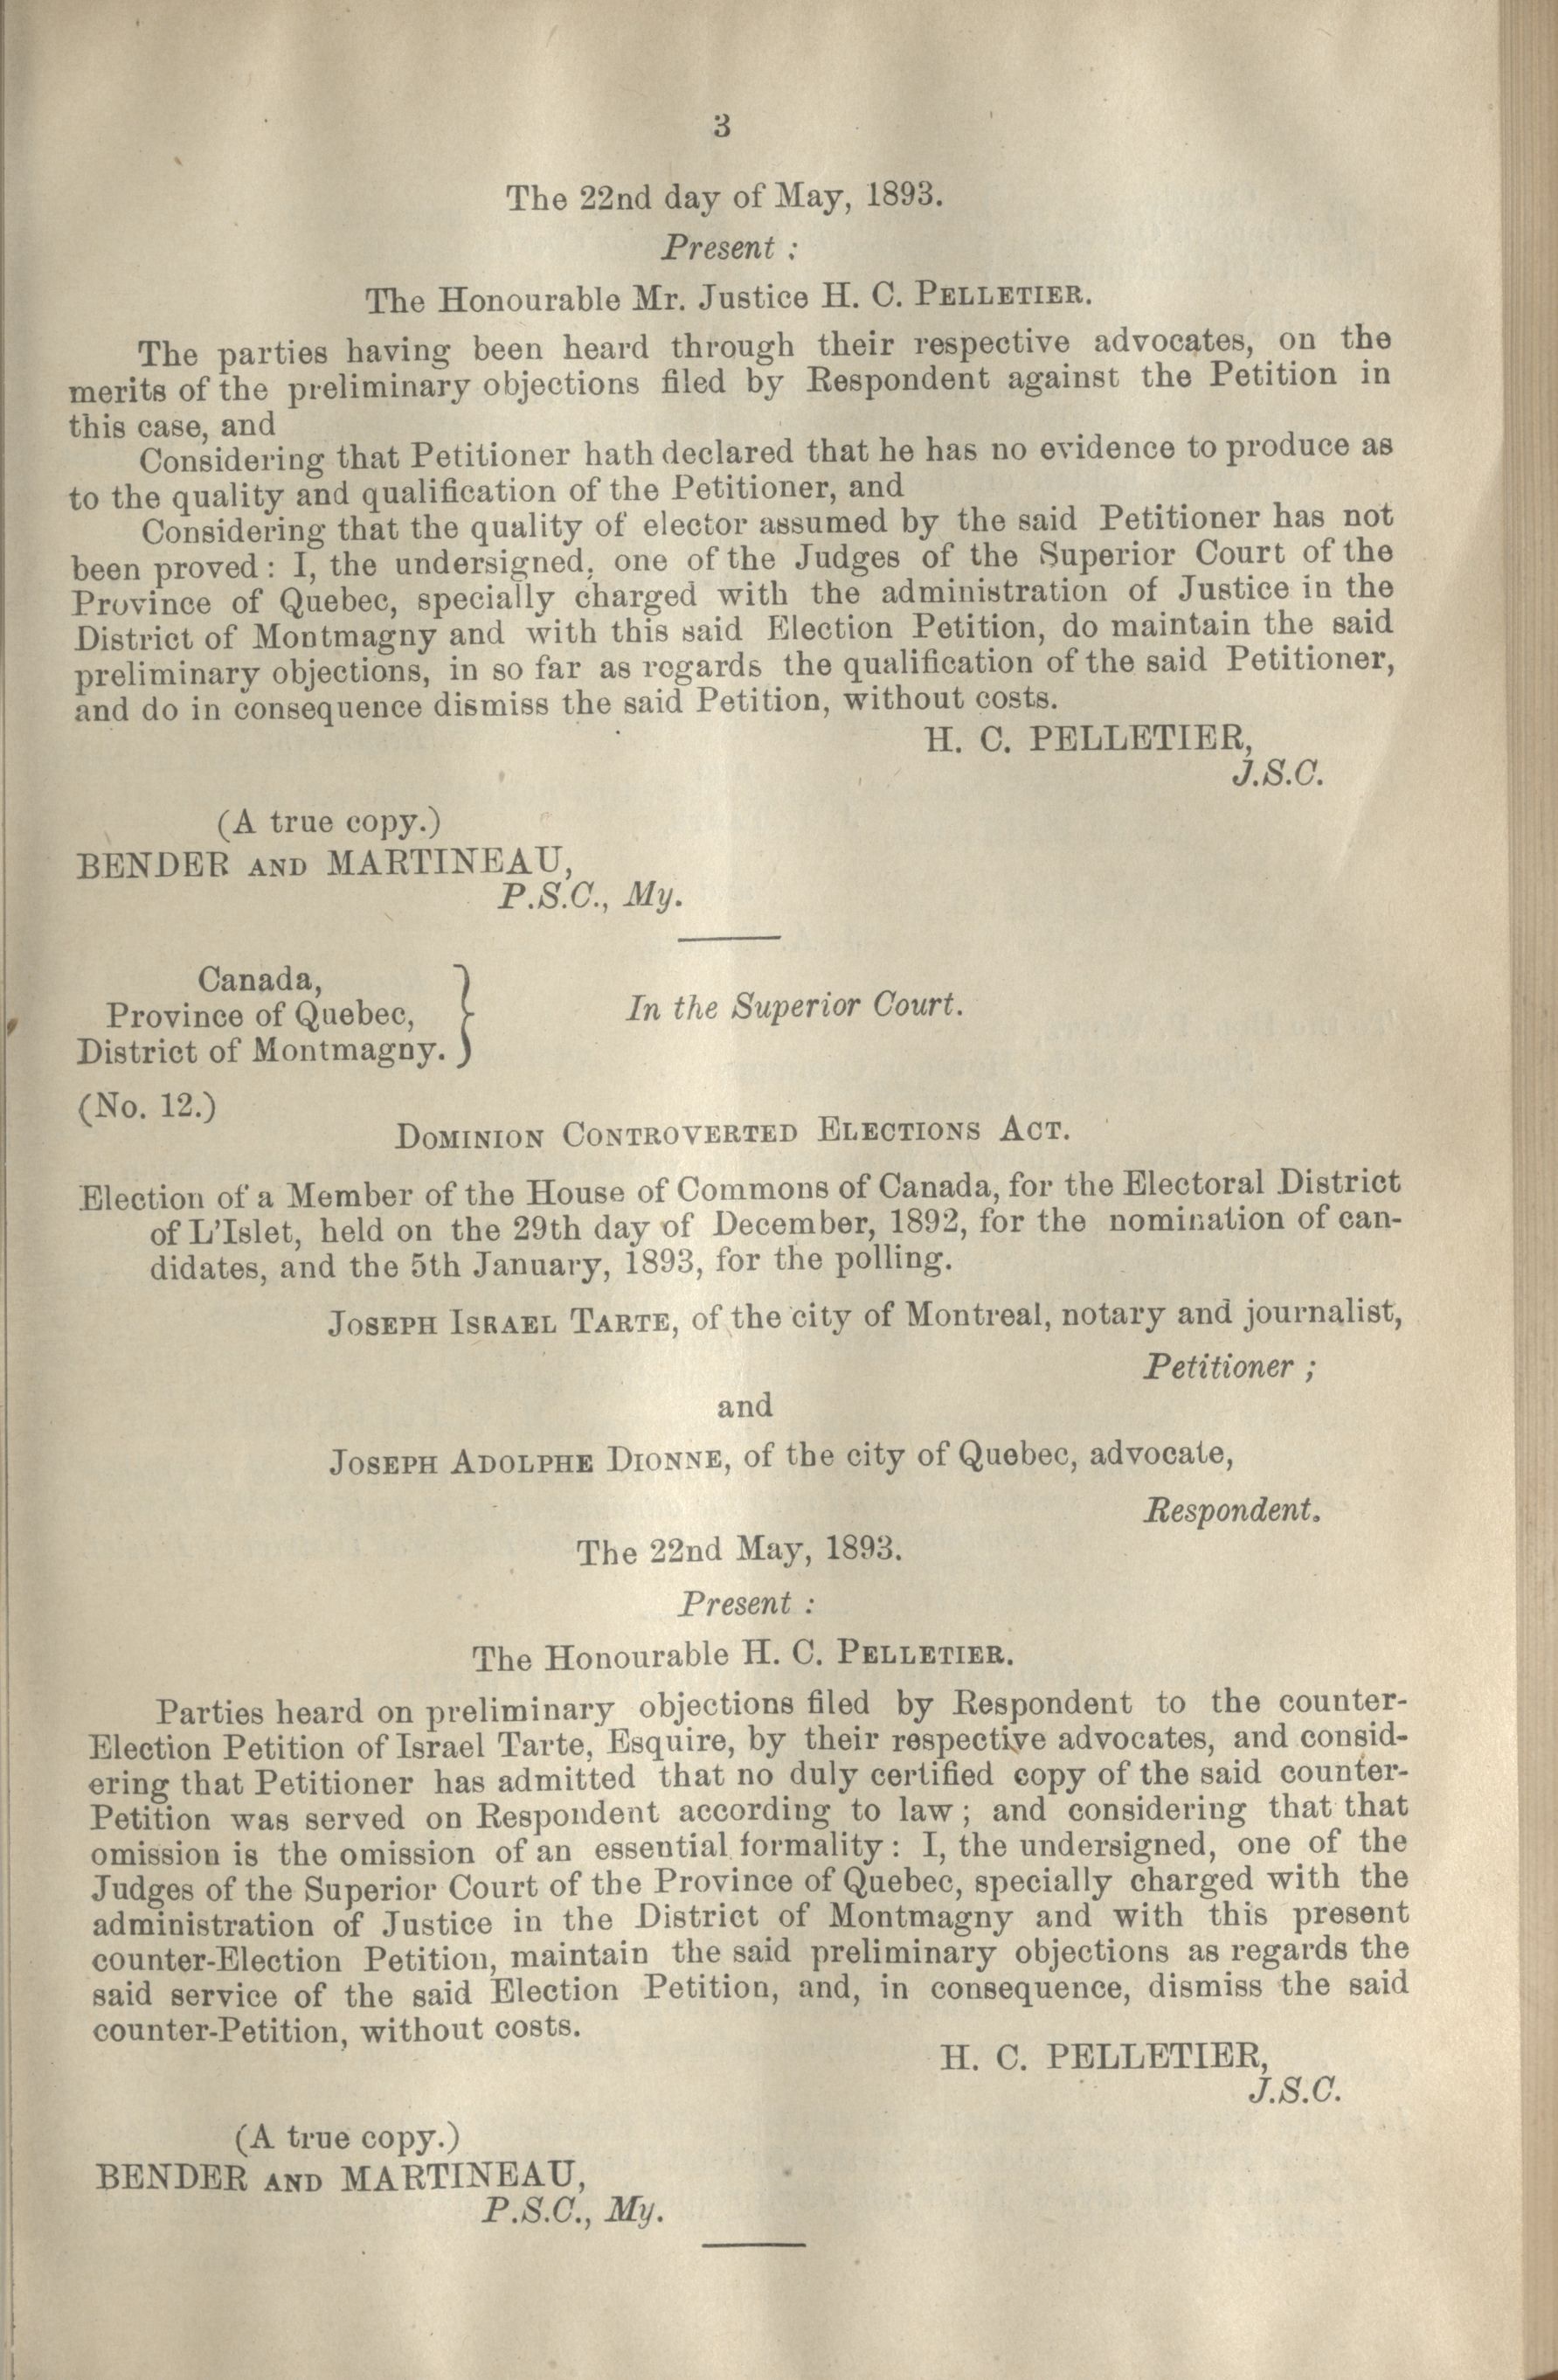 3
The 22nd day of May, 1893.
Present :
The Honourable Mr. Justice H. C. PELLETIER.
The parties having been heard through their respective advocates, on the
merits of the preliminary objections filed by Respondent against the Petition in
this case, and
Considering that Petitioner hath declared that he has no evidence to produce as
to the quality and qualification of the Petitioner, and
Considering that the quality of elector assumed by the said Petitioner has not
been proved : I, the undersigned, one of the Judges of the Superior Court of the
Province of Quebec, specially charged with the administration of Justice in the
District of Montmagny and with this said Election Petition, do maintain the said
preliminary objections, in so far as regards the qualification of the said Petitioner,
and do in consequence dismiss the said Petition, without costs.
H. C. PELLETIER,
J.S.C.
(A true copy.)
BENDER AND MARTINEAU,
P.S.C., My.
Canada,
Province of Quebec,
District of Montmagny. }
In the Superior Court.
(No. 12.)
DOMINION CONTROVERTED ELECTIONS ACT.
Election of a Member of the House of Commons of Canada, for the Electoral District
of L'Islet, held on the 29th day of December, 1892, for the nomination of can-
didates, and the 5th January, 1893, for the polling.
JOSEPH ISRAEL TARTE, of the city of Montreal, notary and journalist,
Petitioner ;
and
JOSEPH ADOLPHE DIONNE, of the city of Quebec, advocate,
Respondent.
The 22nd May, 1893.
Present :
The Honourable H. C. PELLETIER.
Parties heard on preliminary objections filed by Respondent to the counter-
Election Petition of Israel Tarte, Esquire, by their respective advocates, and consid-
ering that Petitioner has admitted that no duly certified copy of the said counter-
Petition was served on Respondent according to law ; and considering that that
omission is the omission of an essential formality : I, the undersigned, one of the
Judges of the Superior Court of the Province of Quebec, specially charged with the
administration of Justice in the District of Montmagny and with this present
counter-Election Petition, maintain the said preliminary objections as regards the
said service of the said Election Petition, and, in consequence, dismiss the said
counter-Petition, without costs.
H. C. PELLETIER,
J.S.C.
(A true copy.)
BENDER AND MARTINEAU,
P.S.C., My.